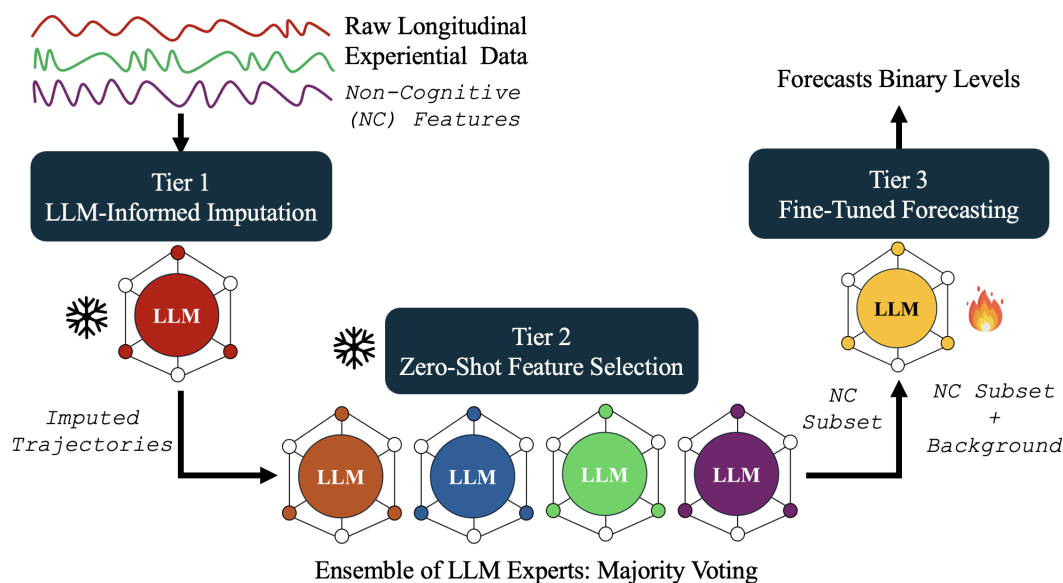 Raw Longitudinal
Experiential Data
Non-Cognitive
(NC) Features
Tier 1
LLM-Informed Imputation
LLM
Imputed
Trajectories
Tier 2
Zero-Shot Feature Selection
LLM
LLM
LLM
LLM
Ensemble of LLM Experts: Majority Voting
NC
Subset
NC Subset
+
Background
LLM
Tier 3
Fine-Tuned Forecasting
Forecasts Binary Levels